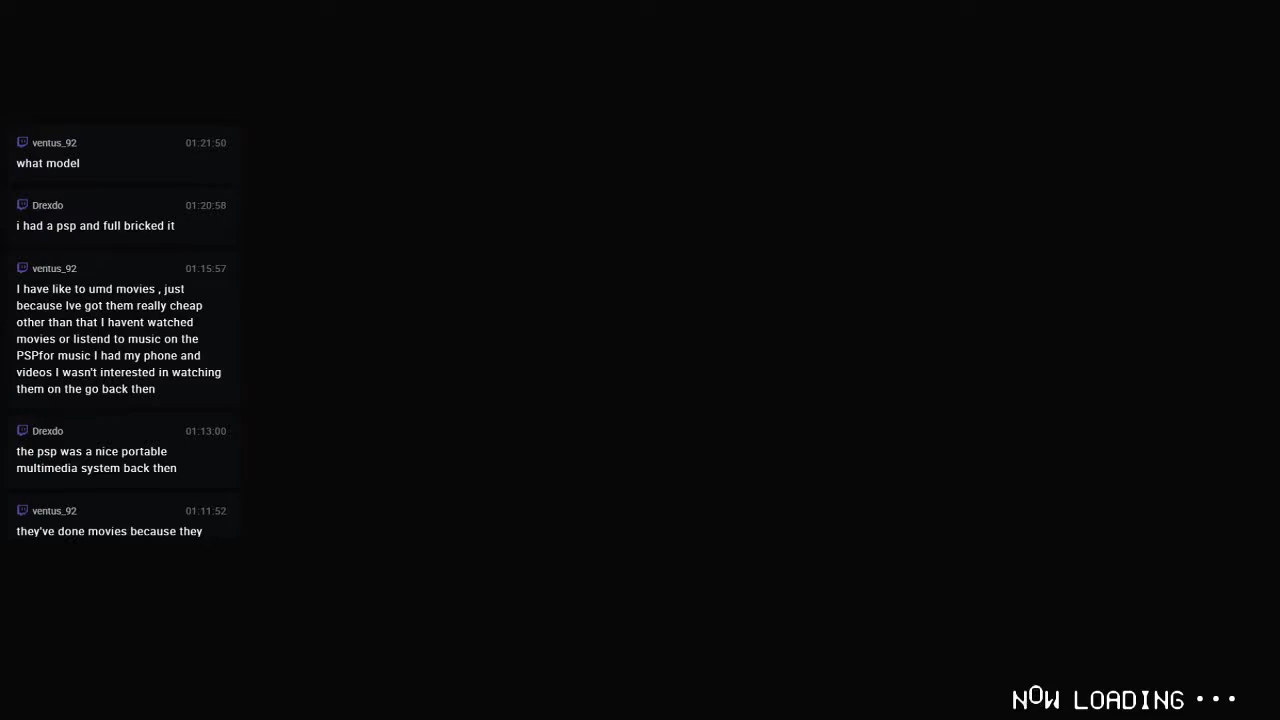 ventus_92 01:21:50
what model
Drexdo 01:20:58
i had a psp and full bricked it
ventus_92 01:15:57
I have like to umd movies , just
because Ive got them really cheap
other than that I havent watched
movies or listend to music on the
PSPfor music I had my phone and
videos I wasn't interested in watching
them on the go back then
Drexdo 01:13:00
the psp was a nice portable
multimedia system back then
ventus_92 01:11:52
they've done movies because they
NOW LOADING •••